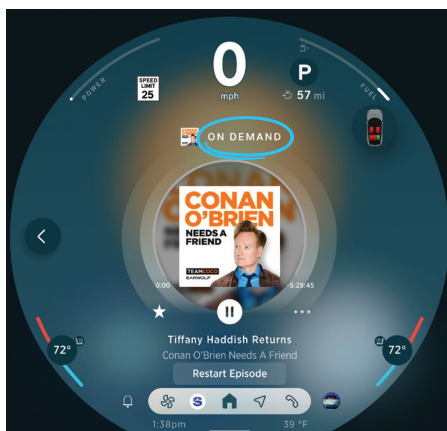 0
mph
POWER
SPEED
LIMIT
25
P
57 mi
FUEL
ON DEMAND
CONAN
O'BRIEN
NEEDS A
FRIEND
TEAMCOCO
EARWOLF
0:00
-5:28:45
Tiffany Haddish Returns
Conan O'Brien Needs A Friend
Restart Episode
72°
72°
S
1:38pm
39 °F